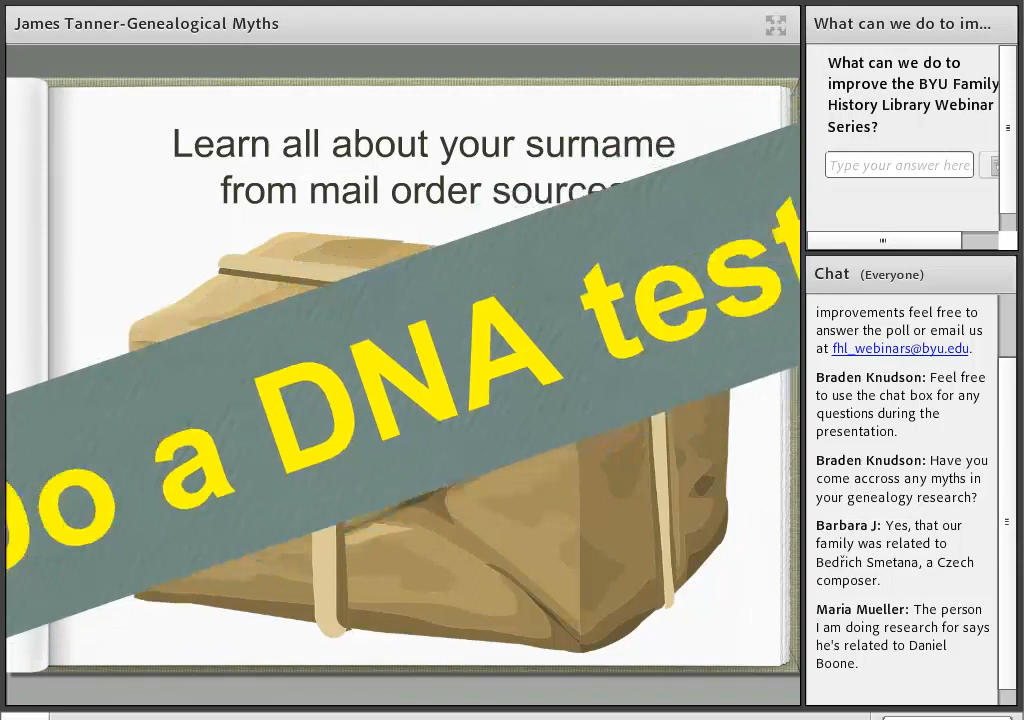 James Tanner-Genealogical Myths
Learn all about your surname
from mail order sources
Do a DNA test
What can we do to im...
What can we do to
improve the BYU Family
History Library Webinar
Series?
Type your answer here
Chat (Everyone)
improvements feel free to
answer the poll or email us
at fhl_webinars@byu.edu.
Braden Knudson: Feel free
to use the chat box for any
questions during the
presentation.
Braden Knudson: Have you
come accross any myths in
your genealogy research?
Barbara J: Yes, that our
family was related to
Bedřich Smetana, a Czech
composer.
Maria Mueller: The person
I am doing research for says
he's related to Daniel
Boone.